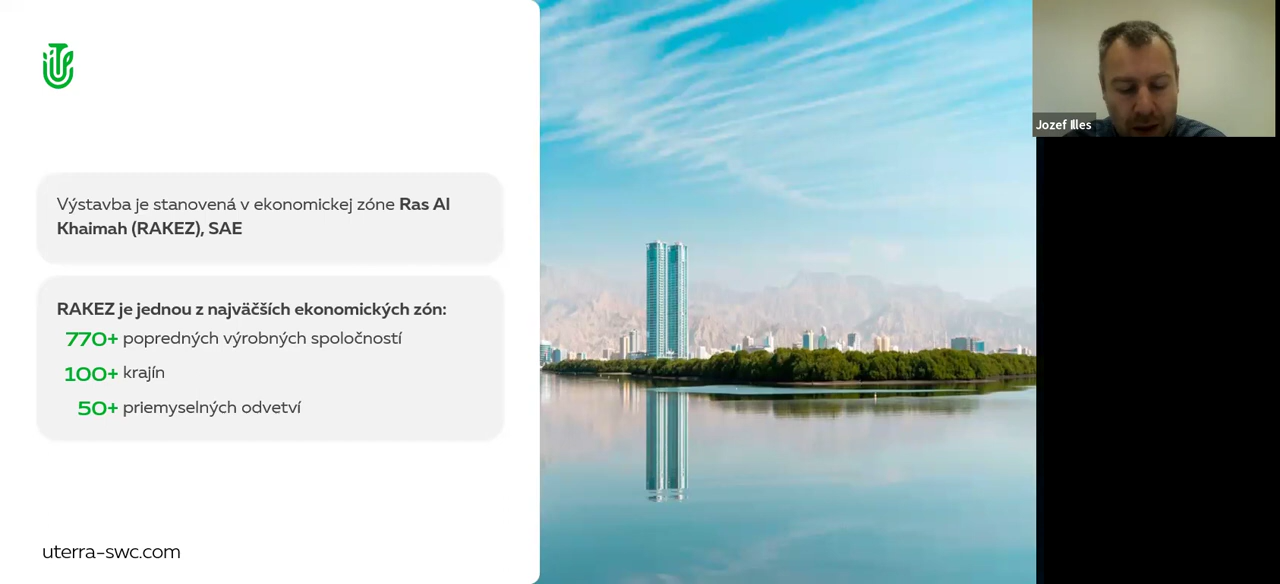 Výstavba je stanovená v ekonomickej zóne Ras Al
Khaimah (RAKEZ), SAE
RAKEZ je jednou z najväčších ekonomických zón:
770+ popredných výrobných spoločností
100+ krajín
50+ priemyselných odvetví
uterra-swc.com
Jozef Illes